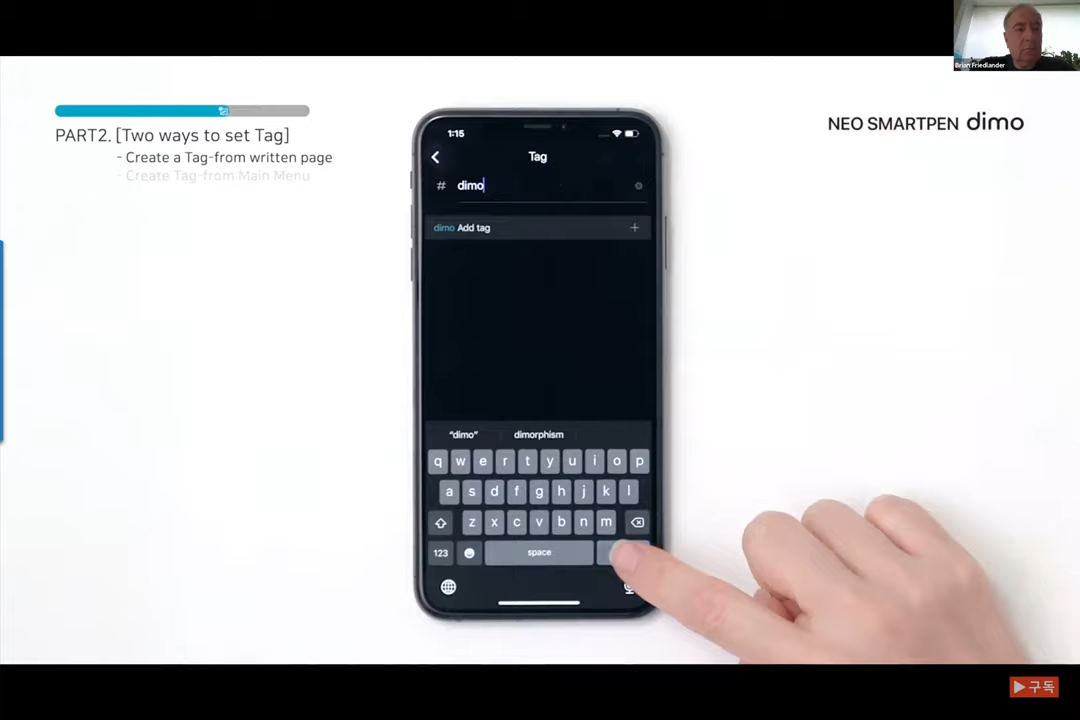 Brian Friedlander
NEO SMARTPEN dimo
PART2. [Two ways to set Tag]
- Create a Tag-from written page
- Create Tag-from Main Menu
1:15
Tag
# dimo
dimo Add tag +
“dimo” dimorphism
q w e r t y u i o p
a s d f g h j k l
z x c v b n m
123 space
구독